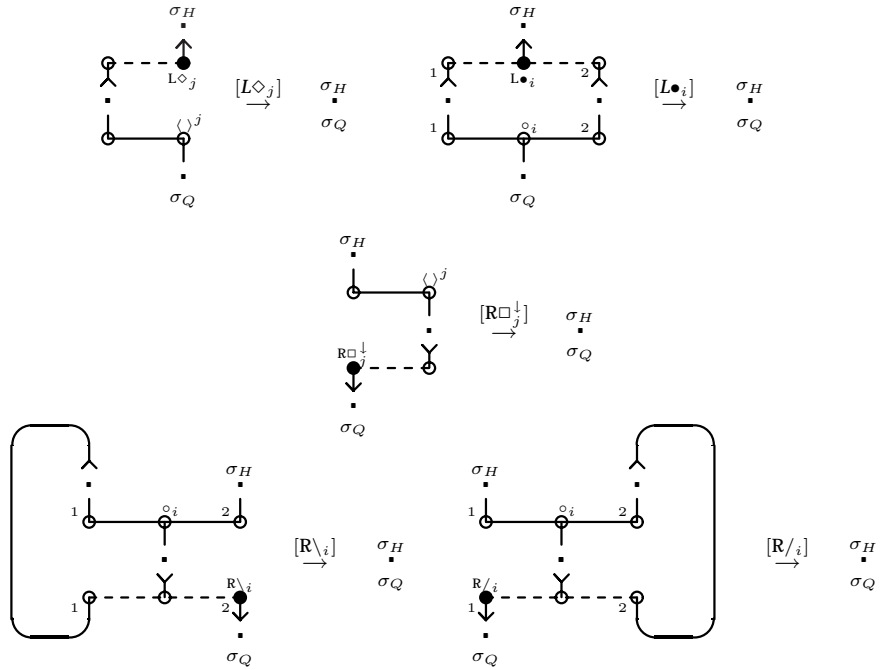 σ_H σ_H
L◇_j [L◇_j] ⟶ σ_H 1 L●_i 2 [L●_i] ⟶ σ_H
⟨⟩^j σ_Q 1 ∘_i 2 σ_Q
σ_Q σ_Q
σ_H
⟨⟩^j
[R□_j^↓] ⟶ σ_H
R□_j^↓ σ_Q
σ_Q
σ_H σ_H
1 ∘_i 2 1 ∘_i 2
[R\_i] ⟶ σ_H [R/_i] ⟶ σ_H
R\_i σ_Q R/_i σ_Q
1 2 1 2
σ_Q σ_Q